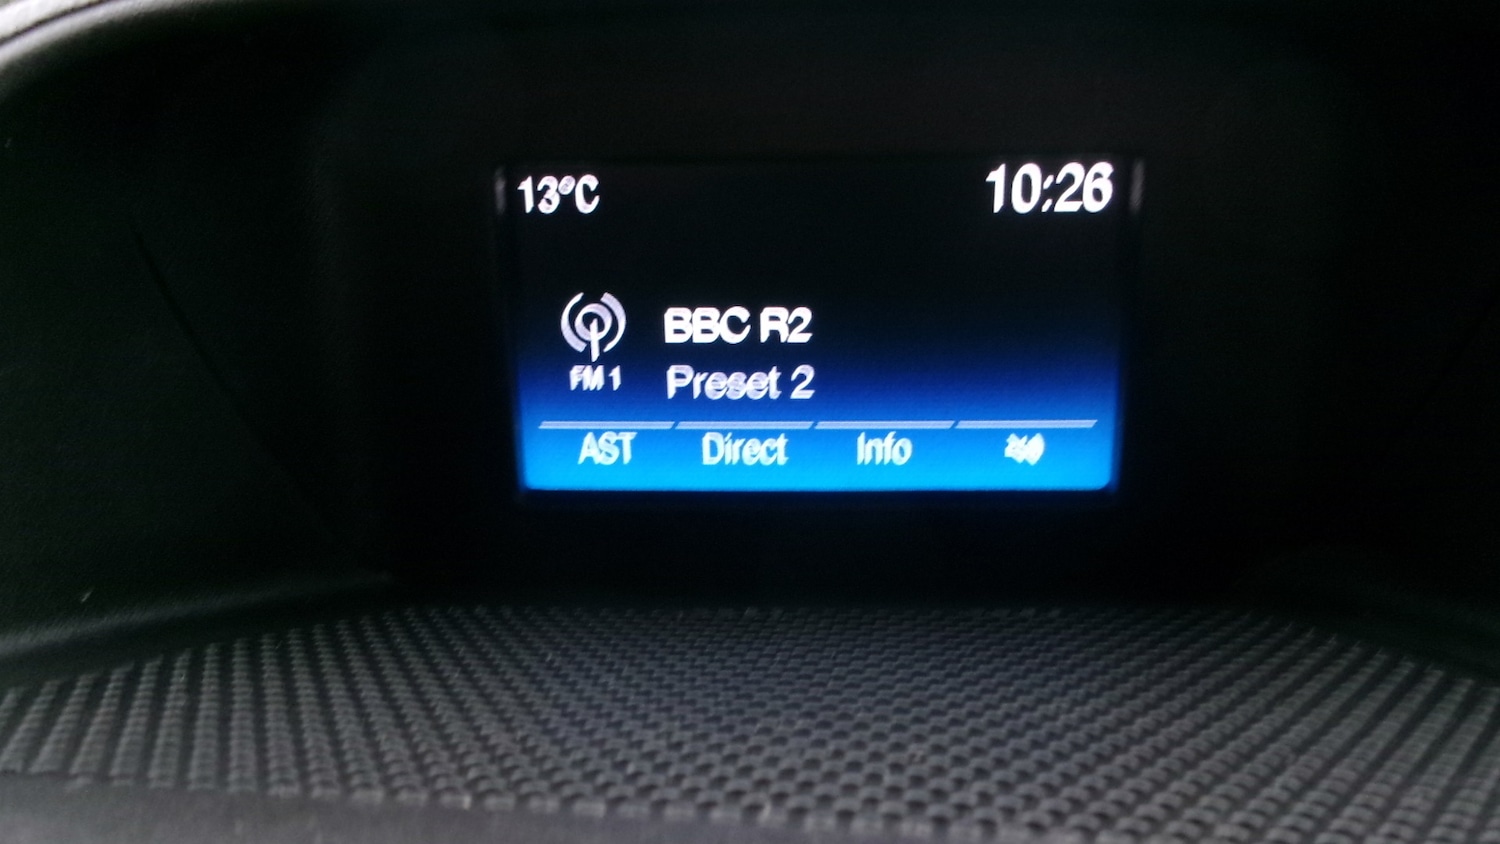 13°C 10:26
BBC R2
FM 1 Preset 2
AST Direct Info